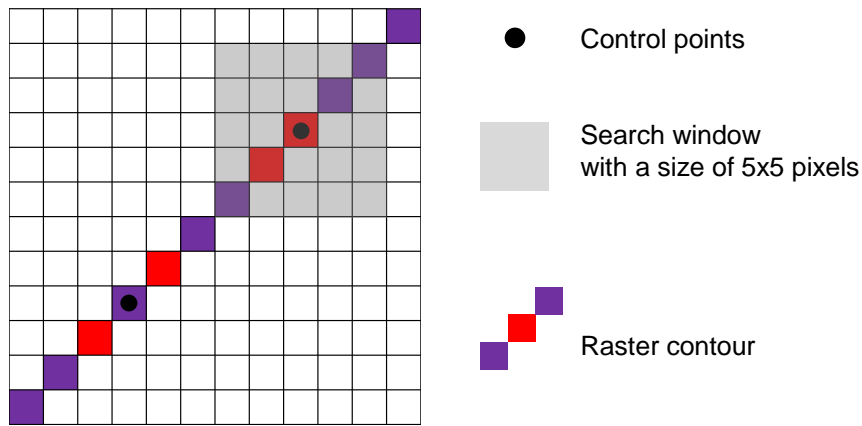 Control points
Search window
with a size of 5x5 pixels
Raster contour